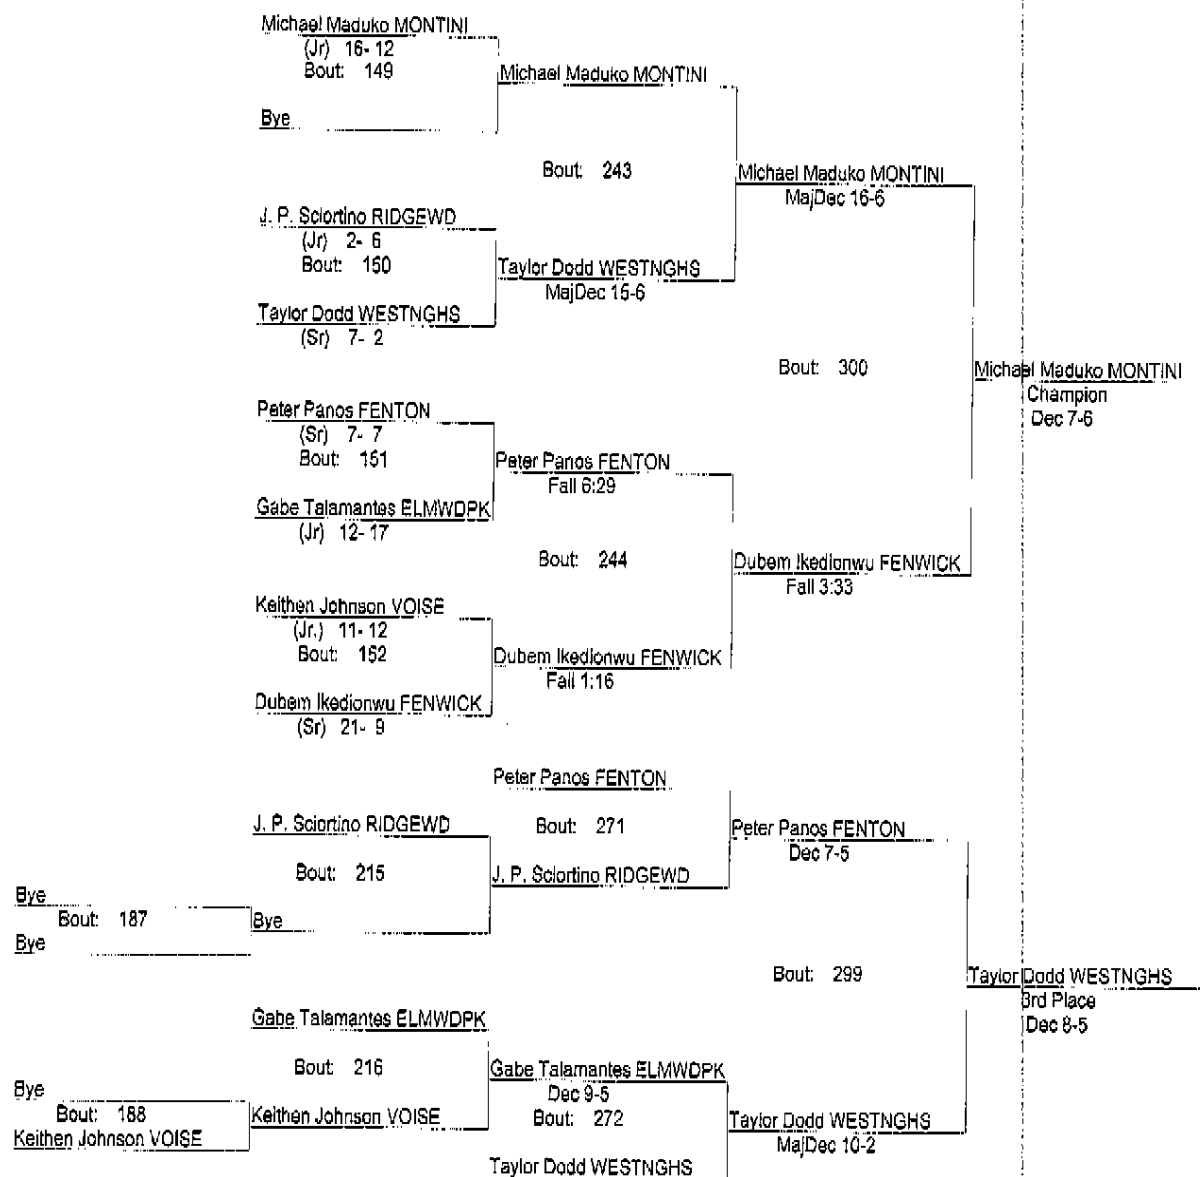 Michael Maduko MONTINI
(Jr) 16- 12
Bout: 149
Michael Maduko MONTINI
Bye
Bout: 243
Michael Maduko MONTINI
MajDec 16-6
J. P. Sciortino RIDGEWD
(Jr) 2- 6
Bout: 150
Taylor Dodd WESTNGHS
MajDec 15-6
Taylor Dodd WESTNGHS
(Sr) 7- 2
Bout: 300
Michael Maduko MONTINI
Champion
Dec 7-6
Peter Panos FENTON
(Sr) 7- 7
Bout: 151
Peter Panos FENTON
Fall 6:29
Gabe Talamantes ELMWDPK
(Jr) 12- 17
Bout: 244
Dubem Ikedionwu FENWICK
Fall 3:33
Keithen Johnson VOISE
(Jr.) 11- 12
Bout: 152
Dubem Ikedionwu FENWICK
Fall 1:16
Dubem Ikedionwu FENWICK
(Sr) 21- 9
Peter Panos FENTON
J. P. Sciortino RIDGEWD
Bout: 271
Peter Panos FENTON
Dec 7-5
Bout: 215
J. P. Sciortino RIDGEWD
Bye
Bout: 187
Bye
Bye
Bout: 299
Taylor Dodd WESTNGHS
3rd Place
Dec 8-5
Gabe Talamantes ELMWDPK
Bout: 216
Gabe Talamantes ELMWDPK
Dec 9-5
Bye
Bout: 188
Keithen Johnson VOISE
Bout: 272
Taylor Dodd WESTNGHS
MajDec 10-2
Keithen Johnson VOISE
Taylor Dodd WESTNGHS